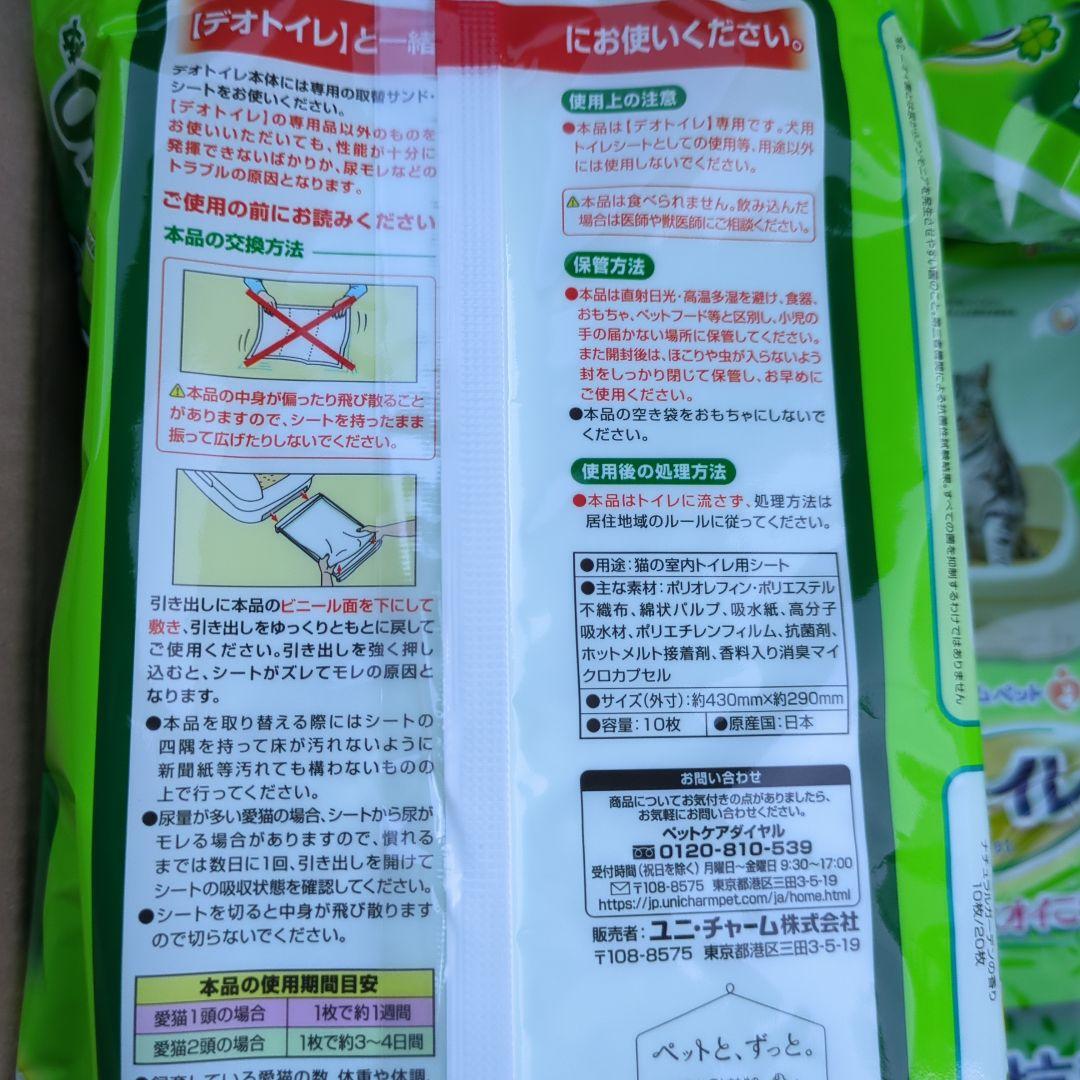 【デオトイレ】と一緒
にお使いください。
デオトイレ本体には専用の取替サンド・
シートをお使いください。
【デオトイレ】の専用品以外のものを
お使いいただいても、性能が十分に
発揮できないばかりか、尿モレなどの
トラブルの原因となります。
ご使用の前にお読みください
本品の交換方法
⚠本品の中身が偏ったり飛び散ること
がありますので、シートを持ったまま
振って広げたりしないでください。
引き出しに本品のビニール面を下にして
敷き、引き出しをゆっくりともとに戻して
ご使用ください。引き出しを強く押し
込むと、シートがズレてモレの原因と
なります。
●本品を取り替える際にはシートの
四隅を持って床が汚れないように
新聞紙等汚れても構わないものの
上で行ってください。
●尿量が多い愛猫の場合、シートから尿が
モレる場合がありますので、慣れる
までは数日に1回、引き出しを開けて
シートの吸収状態を確認してください。
●シートを切ると中身が飛び散ります
ので切らないでください。
本品の使用期間目安
愛猫1頭の場合 1枚で約1週間
愛猫2頭の場合 1枚で約3~4日間
●飼育している愛猫の数、体重や体調、
使用上の注意
●本品は【デオトイレ】専用です。犬用
トイレシートとしての使用等、用途以外
には使用しないでください。
⚠本品は食べられません。飲み込んだ
場合は医師や獣医師にご相談ください。
保管方法
●本品は直射日光・高温多湿を避け、食器、
おもちゃ、ペットフード等と区別し、小児の
手の届かない場所に保管してください。
また開封後は、ほこりや虫が入らないよう
封をしっかり閉じて保管し、お早めに
ご使用ください。
●本品の空き袋をおもちゃにしないで
ください。
使用後の処理方法
●本品はトイレに流さず、処理方法は
居住地域のルールに従ってください。
●用途：猫の室内トイレ用シート
●主な素材：ポリオレフィン・ポリエステル
不織布、綿状パルプ、吸水紙、高分子
吸水材、ポリエチレンフィルム、抗菌剤、
ホットメルト接着剤、香料入り消臭マイ
クロカプセル
●サイズ(外寸)：約430mm×約290mm
●容量：10枚 ●原産国：日本
お問い合わせ
商品についてお気付きの点がありましたら、
お気軽にお問い合わせください。
ペットケアダイヤル
0120-810-539
受付時間(祝日を除く) 月曜日~金曜日 9:30~17:00
〒108-8575 東京都港区三田3-5-19
https://jp.unicharmpet.com/ja/home.html
販売者：ユニ・チャーム株式会社
〒108-8575 東京都港区三田3-5-19
ペットと、ずっと。
ナチュラルガーデンの香り
10枚/20枚
ムペット
イレ